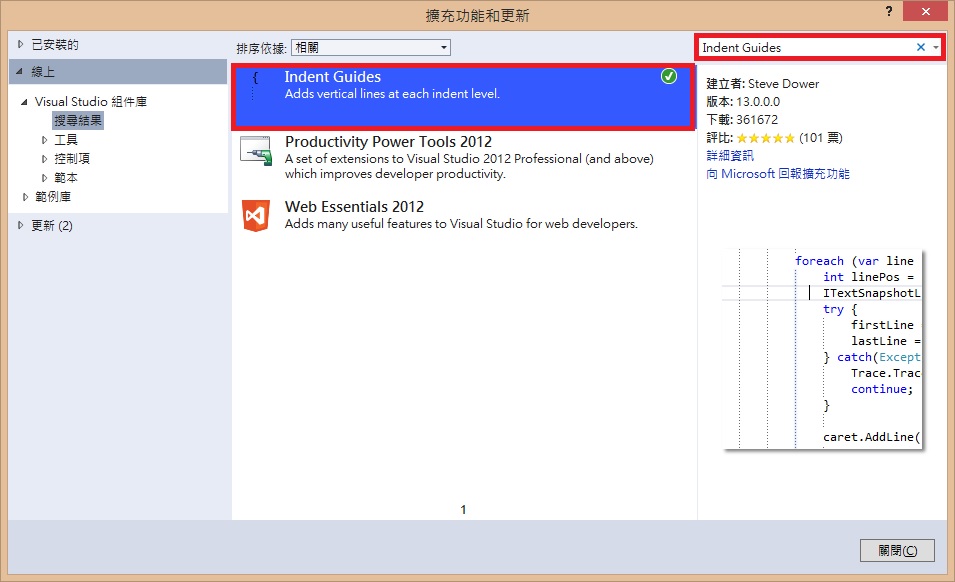 擴充功能和更新
?
已安裝的
線上
Visual Studio 組件庫
搜尋結果
工具
控制項
範本
範例庫
更新 (2)
排序依據: 相關
Indent Guides
Adds vertical lines at each indent level.
Productivity Power Tools 2012
A set of extensions to Visual Studio 2012 Professional (and above)
which improves developer productivity.
Web Essentials 2012
Adds many useful features to Visual Studio for web developers.
1
Indent Guides
建立者: Steve Dower
版本: 13.0.0.0
下載: 361672
評比: (101 票)
詳細資訊
向 Microsoft 回報擴充功能
foreach (var line
int linePos =
ITextSnapshotL
try {
firstLine
lastLine =
} catch(Except
Trace.Trac
continue;
}
caret.AddLine(
關閉(C)